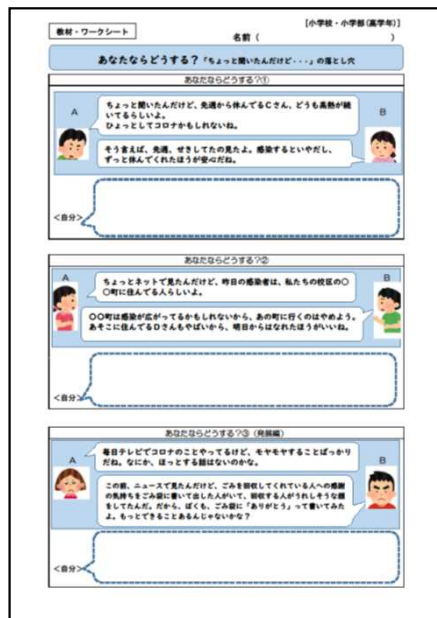 [小学校・小学部(高学年)]
教材・ワークシート
名前（　　　　　　　　　　）
あなたならどうする？「ちょっと聞いたんだけど・・・」の落とし穴
あなたならどうする?①
A
ちょっと聞いたんだけど、先週から休んでるCさん、どうも高熱が続
いてるらしいよ。
ひょっとしてコロナかもしれないね。
B
そう言えば、先週、せきしてたの見たよ。感染するといやだし、
ずっと休んでくれたほうが安心だね。
<自分>
あなたならどうする?②
A
ちょっとネットで見たんだけど、昨日の感染者は、私たちの校区の○
○町に住んでる人らしいよ。
B
○○町は感染が広がってるかもしれないから、あの町に行くのはやめよう。
あそこに住んでるDさんもやばいから、明日からはなれたほうがいいね。
<自分>
あなたならどうする?③（発展編）
A
毎日テレビでコロナのことやってるけど、モヤモヤすることばっかり
だね。なにか、ほっとする話はないのかな。
B
この前、ニュースで見たんだけど、ごみを回収してくれている人への感謝
の気持ちをごみ袋に書いて出した人がいて、回収する人がうれしそうな顔
をしてたんだ。だから、ぼくも、ごみ袋に「ありがとう」って書いてみた
よ。もっとできることあるんじゃないかな？
<自分>